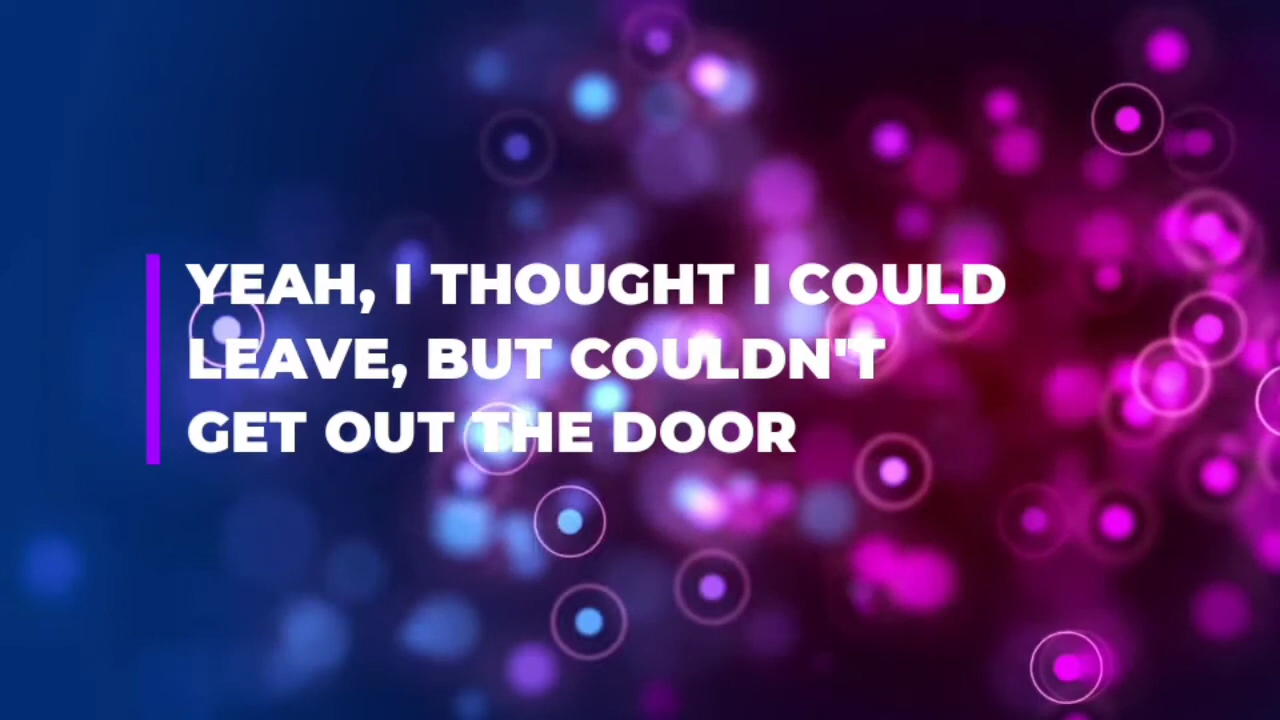 YEAH, I THOUGHT I COULD
LEAVE, BUT COULDN'T
GET OUT THE DOOR